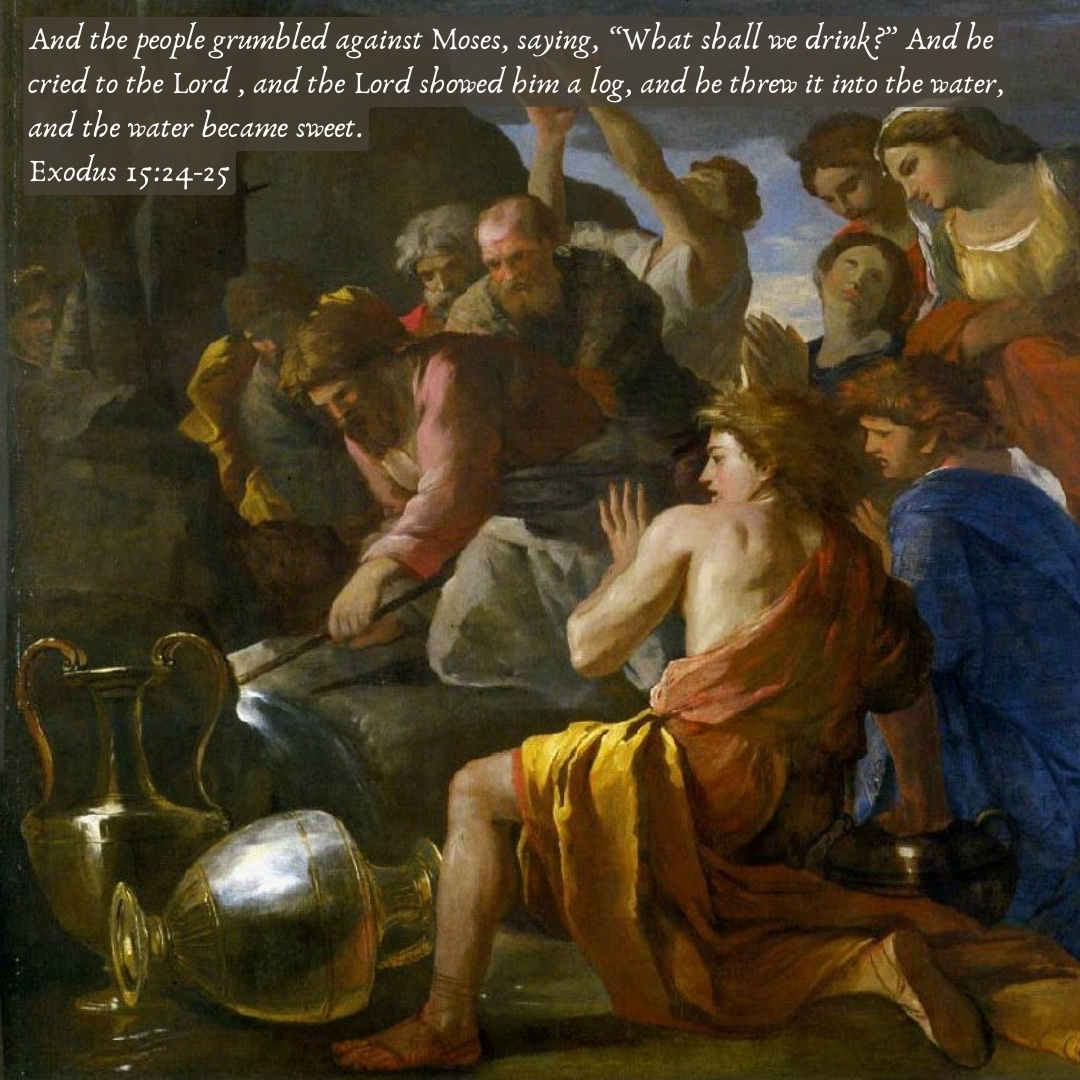 And the people grumbled against Moses, saying, “What shall we drink?” And he
cried to the Lord , and the Lord showed him a log, and he threw it into the water,
and the water became sweet.
Exodus 15:24-25